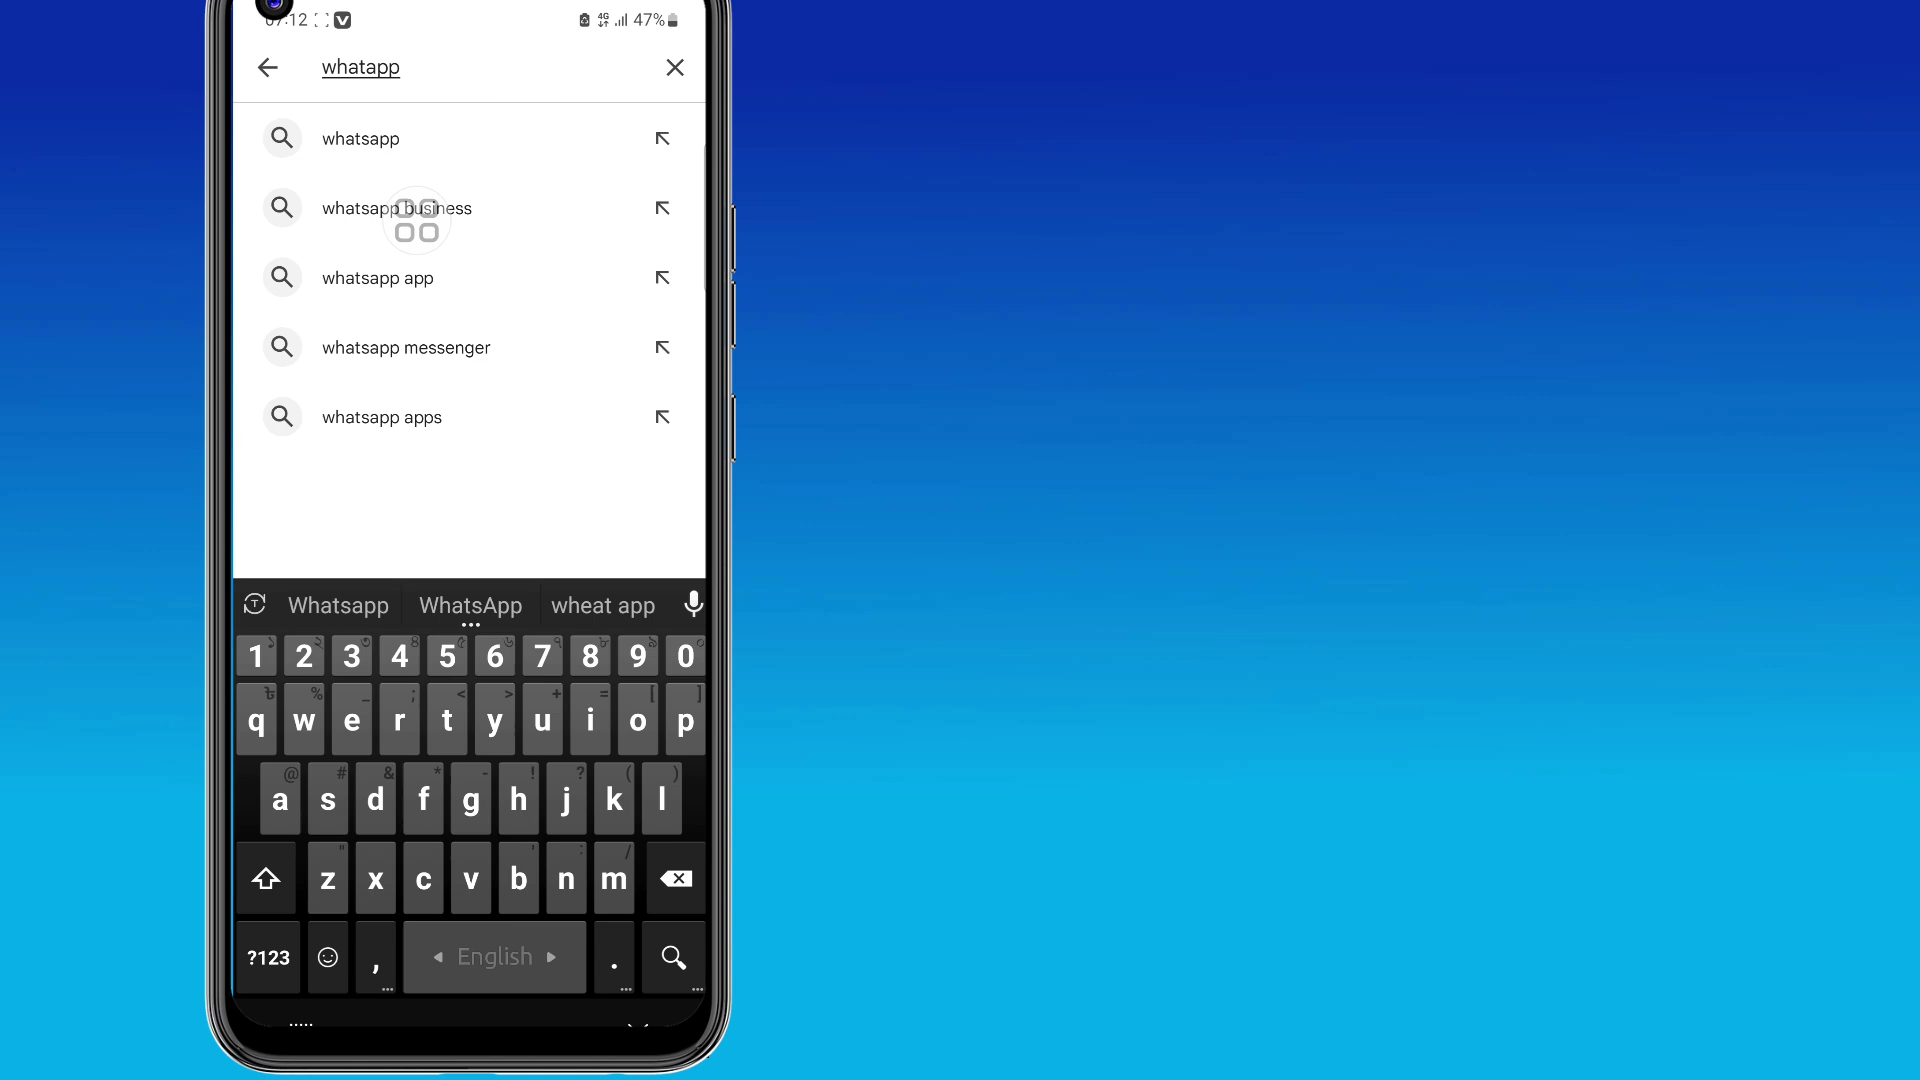 07:12 4G 47%
whatapp
whatsapp
whatsapp business
whatsapp app
whatsapp messenger
whatsapp apps
Whatsapp WhatsApp wheat app
1 2 3 4 5 6 7 8 9 0
% _ ; < > + = [ ]
q w e r t y u i o p
@ # & * - ! ? ( )
a s d f g h j k l
" ' : /
z x c v b n m
?123 , English .